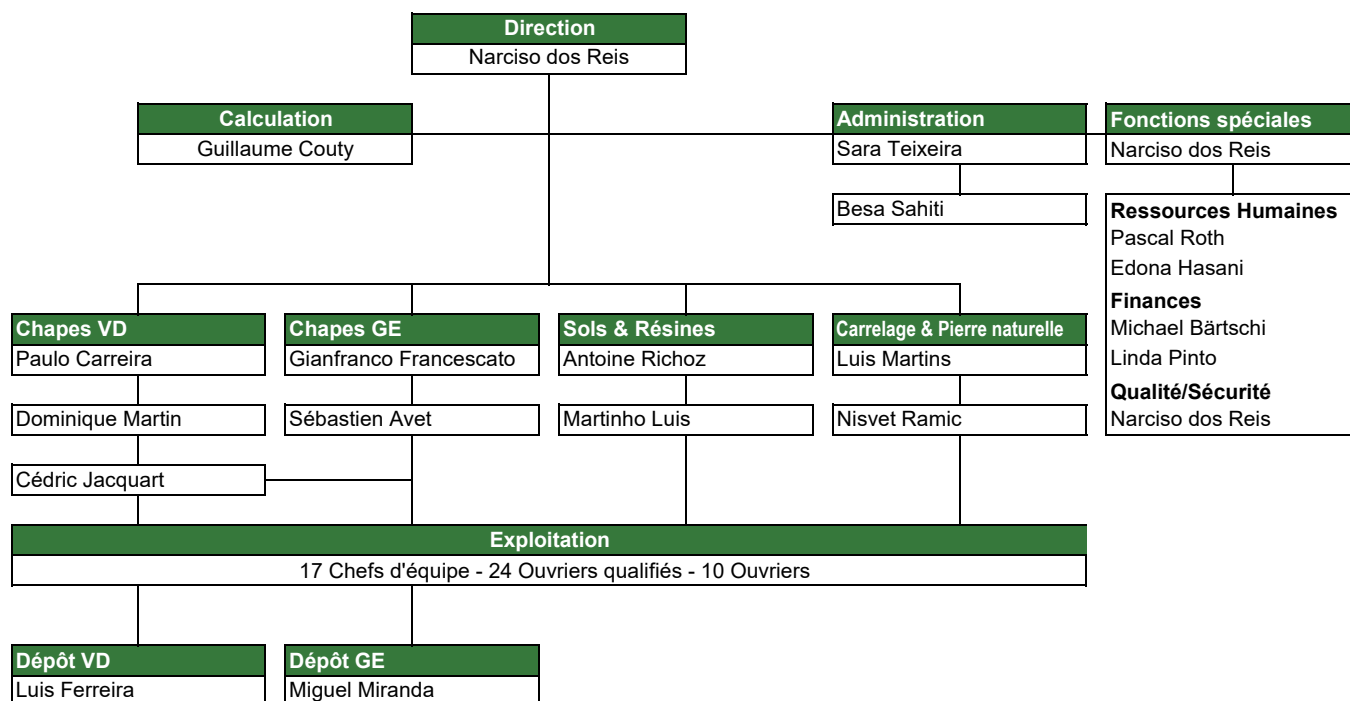 Direction
Narciso dos Reis
Calculation
Guillaume Couty
Administration
Sara Teixeira
Besa Sahiti
Fonctions spéciales
Narciso dos Reis
Ressources Humaines
Pascal Roth
Edona Hasani
Finances
Michael Bärtschi
Linda Pinto
Qualité/Sécurité
Narciso dos Reis
Chapes VD
Paulo Carreira
Dominique Martin
Cédric Jacquart
Chapes GE
Gianfranco Francescato
Sébastien Avet
Sols & Résines
Antoine Richoz
Martinho Luis
Carrelage & Pierre naturelle
Luis Martins
Nisvet Ramic
Exploitation
17 Chefs d'équipe - 24 Ouvriers qualifiés - 10 Ouvriers
Dépôt VD
Luis Ferreira
Dépôt GE
Miguel Miranda